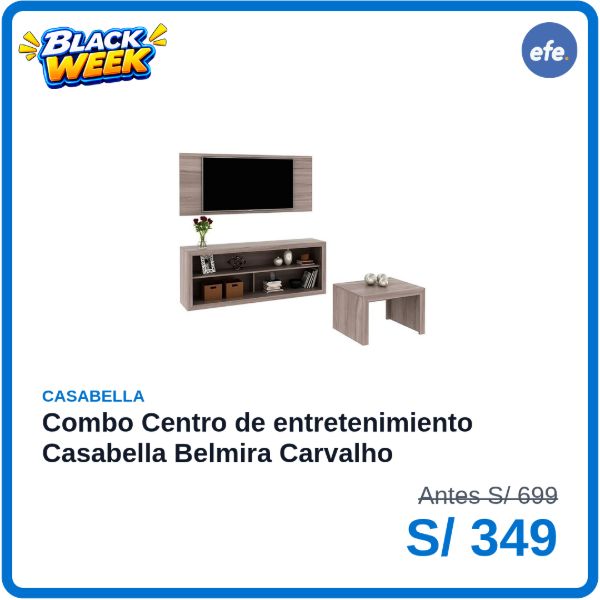 BLACK
WEEK
efe.
CASABELLA
Combo Centro de entretenimiento
Casabella Belmira Carvalho
Antes S/ 699
S/ 349